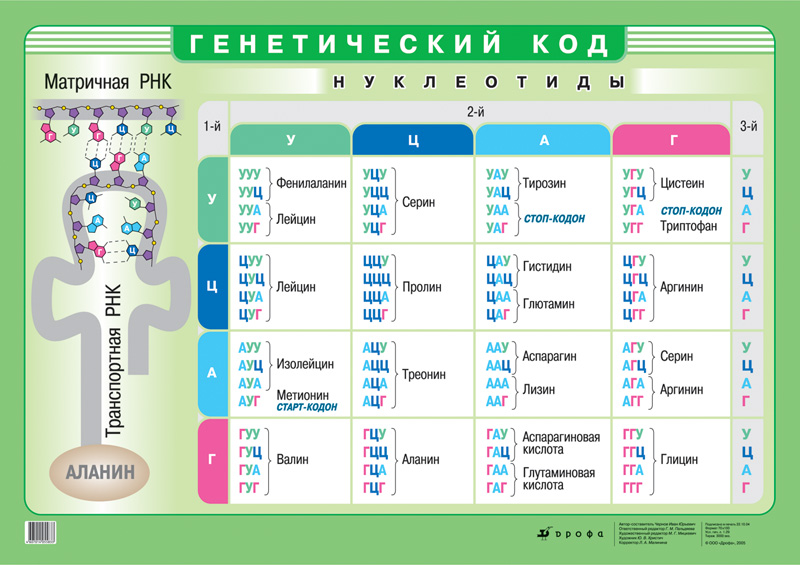 ГЕНЕТИЧЕСКИЙ КОД
Матричная РНК
НУКЛЕОТИДЫ
1-й
2-й
3-й
У
Ц
А
Г
Г
У
Г
Ц
У
Ц
Ц
Г
А
Ц
У
А
А
Г
Ц
Транспортная РНК
АЛАНИН
У
УУУ
УУЦ
Фенилаланин
УУА
УУГ
Лейцин
УЦУ
УЦЦ
УЦА
УЦГ
Серин
УАУ
УАЦ
Тирозин
УАА
УАГ
СТОП-КОДОН
УГУ
УГЦ
Цистеин
УГА СТОП-КОДОН
УГГ Триптофан
У
Ц
А
Г
Ц
ЦУУ
ЦУЦ
ЦУА
ЦУГ
Лейцин
ЦЦУ
ЦЦЦ
ЦЦА
ЦЦГ
Пролин
ЦАУ
ЦАЦ
Гистидин
ЦАА
ЦАГ
Глютамин
ЦГУ
ЦГЦ
ЦГА
ЦГГ
Аргинин
У
Ц
А
Г
А
АУУ
АУЦ
АУА
Изолейцин
АУГ Метионин
СТАРТ-КОДОН
АЦУ
АЦЦ
АЦА
АЦГ
Треонин
ААУ
ААЦ
Аспарагин
ААА
ААГ
Лизин
АГУ
АГЦ
Серин
АГА
АГГ
Аргинин
У
Ц
А
Г
Г
ГУУ
ГУЦ
ГУА
ГУГ
Валин
ГЦУ
ГЦЦ
ГЦА
ГЦГ
Аланин
ГАУ
ГАЦ
Аспарагиновая
кислота
ГАА
ГАГ
Глутаминовая
кислота
ГГУ
ГГЦ
ГГА
ГГГ
Глицин
У
Ц
А
Г
дрофа